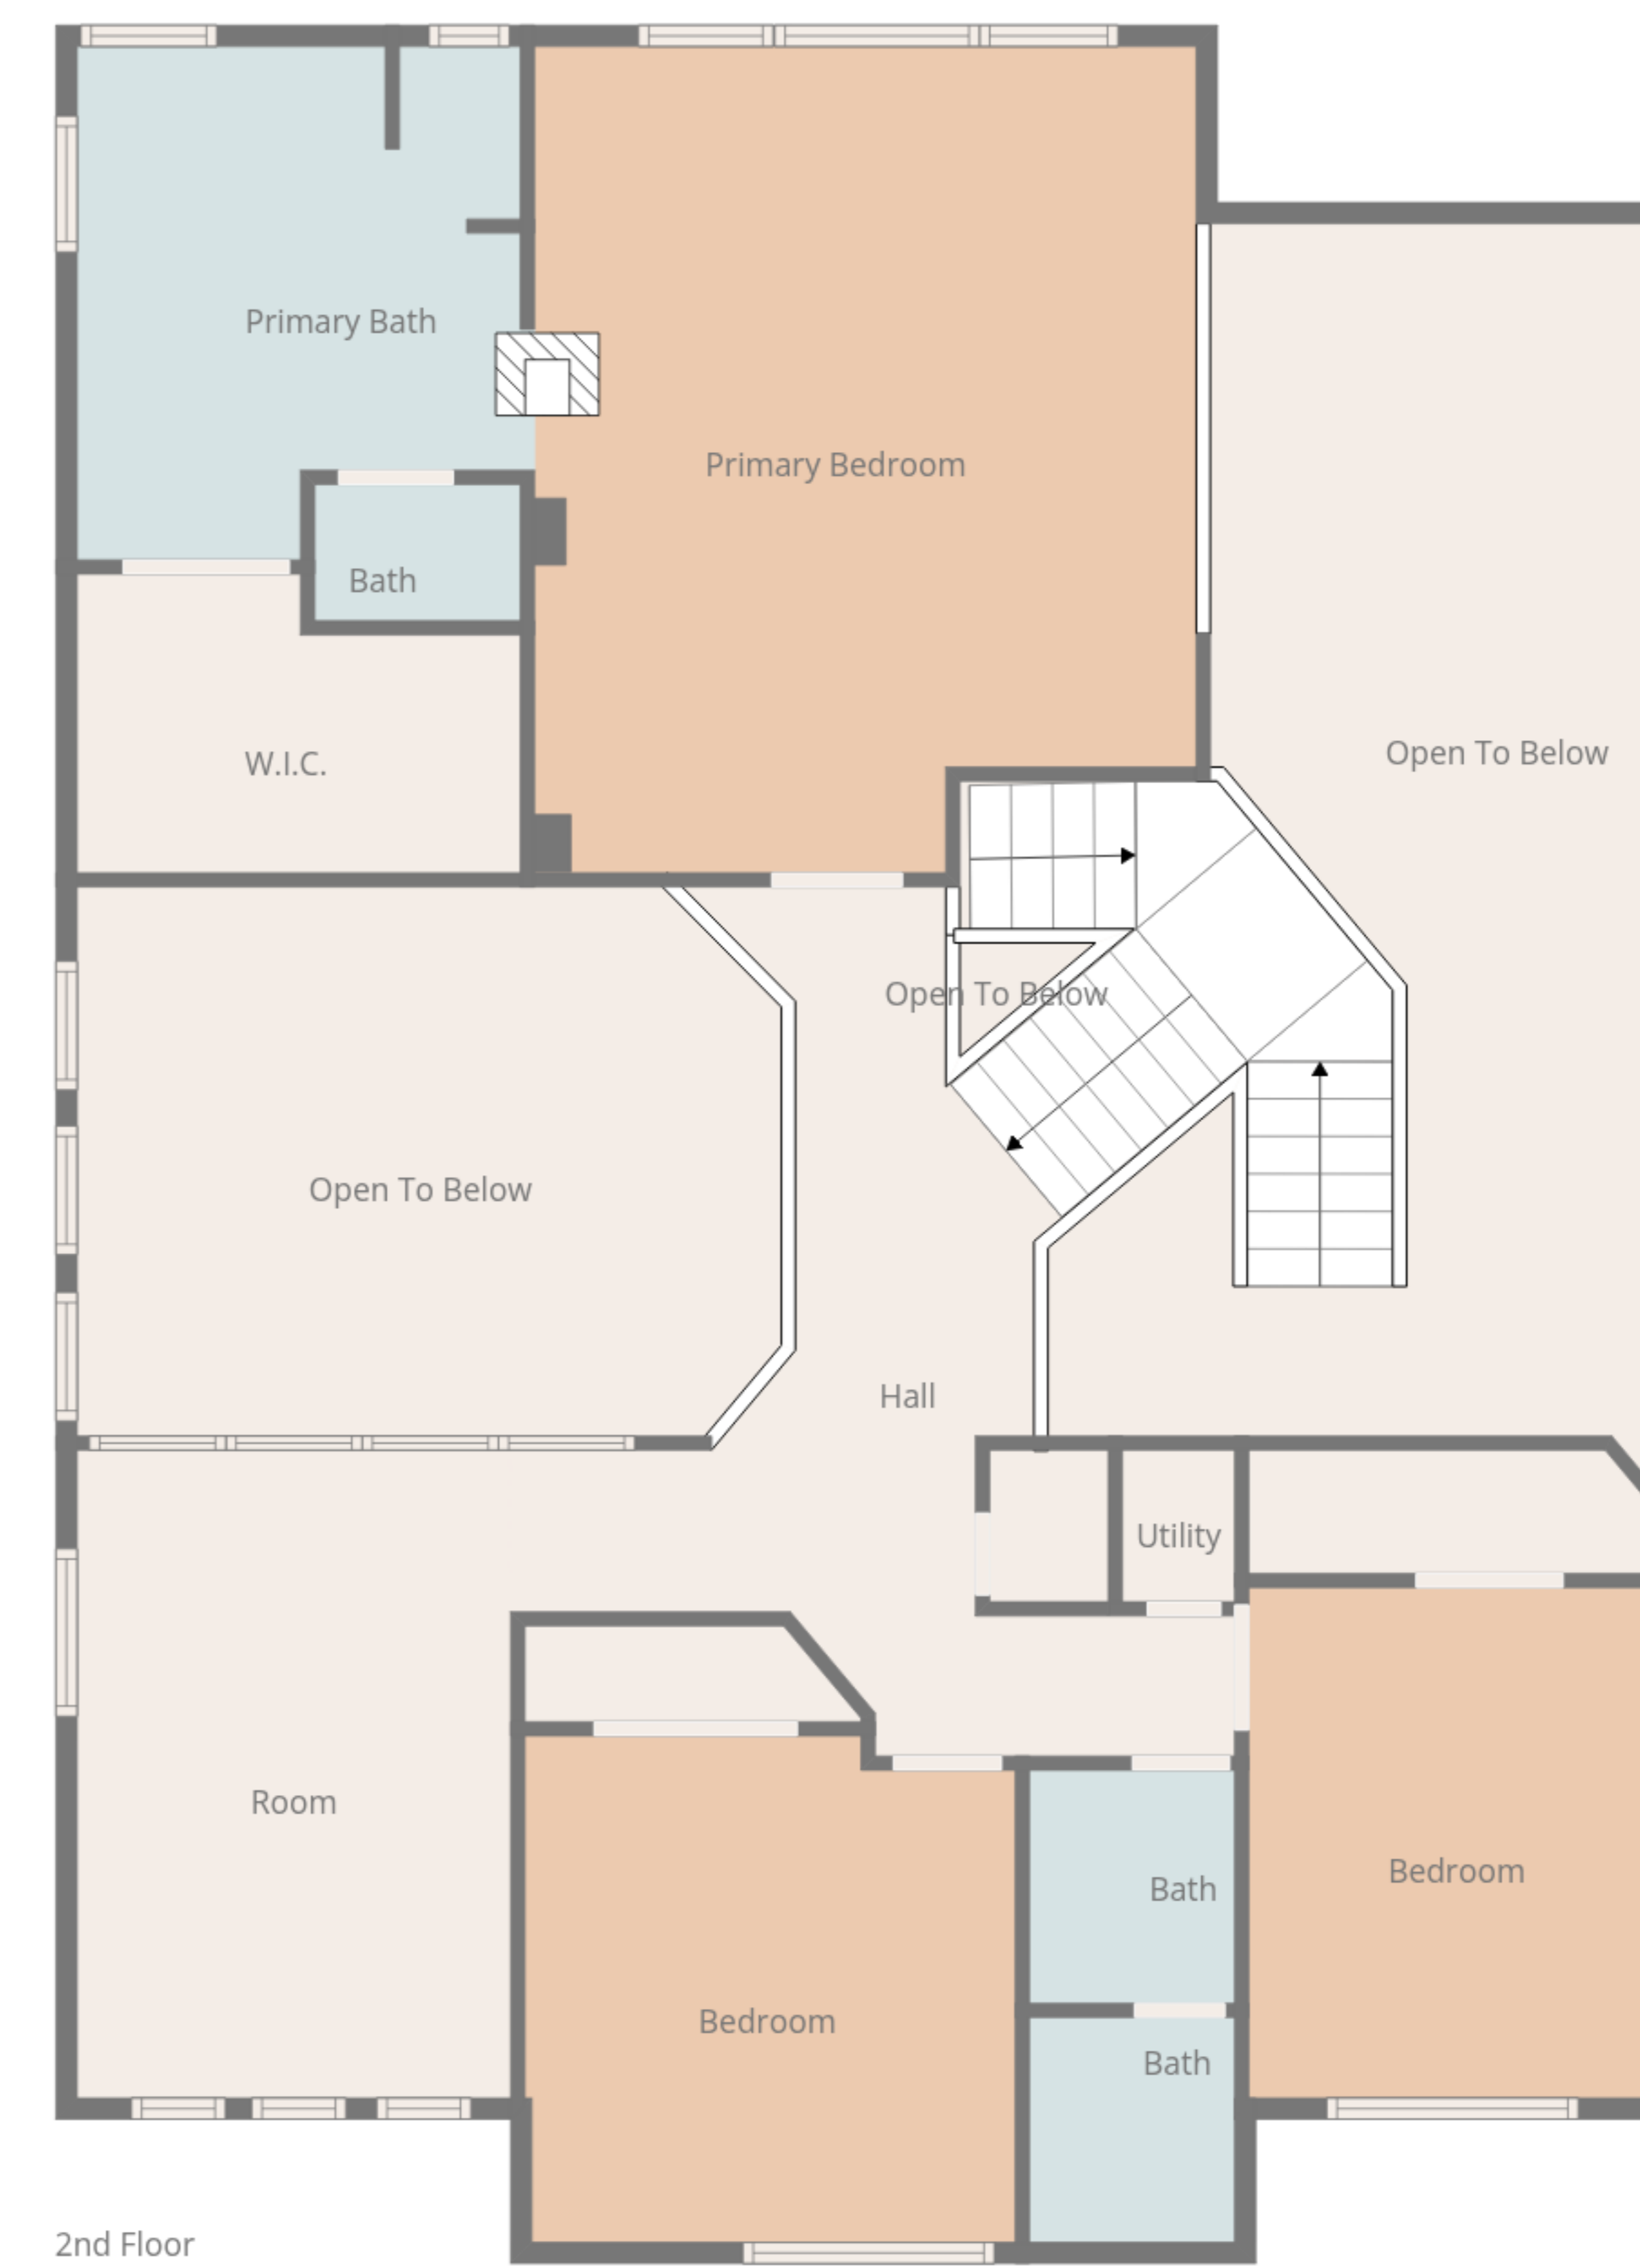 Primary Bath
Primary Bedroom
Bath
W.I.C.
Open To Below
Open To Below
Open To Below
Hall
Utility
Room
Bedroom
Bath
Bedroom
Bath
2nd Floor